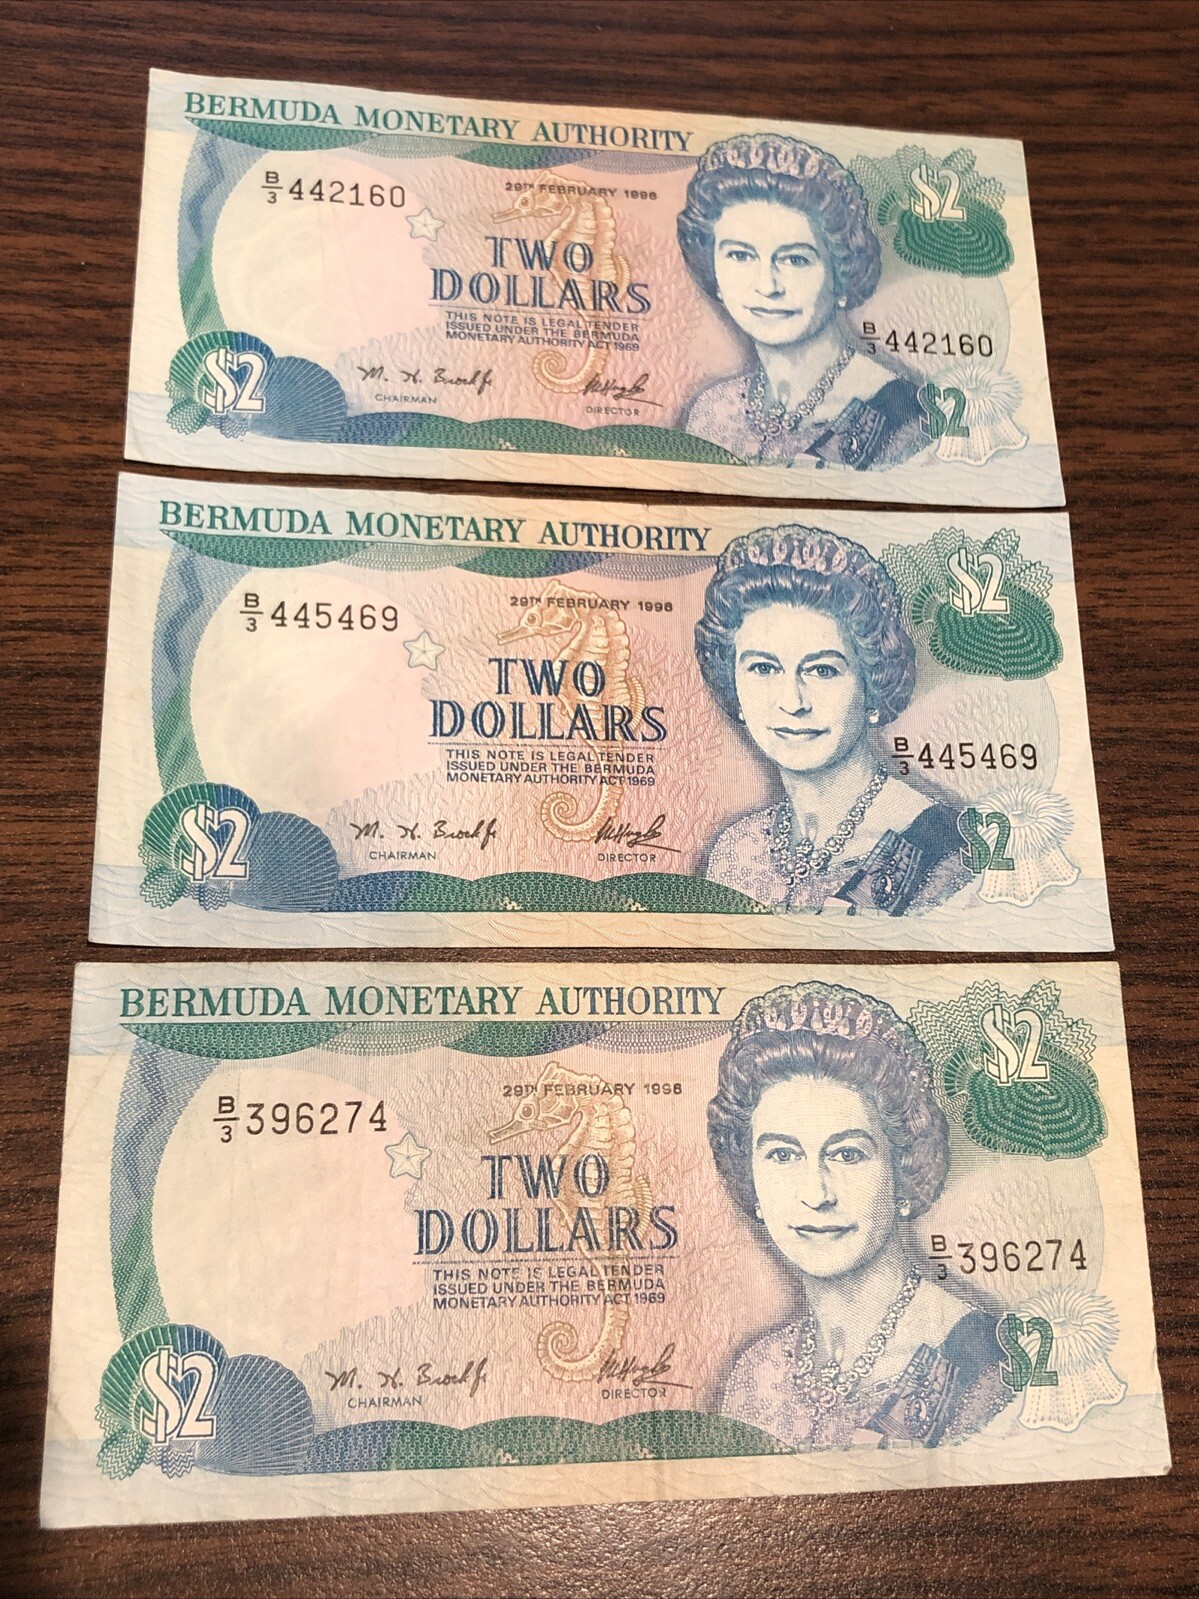 BERMUDA MONETARY AUTHORITY
B/3 442160
29TH FEBRUARY 1996
$2
TWO
DOLLARS
THIS NOTE IS LEGAL TENDER
ISSUED UNDER THE BERMUDA
MONETARY AUTHORITY ACT 1969
B/3 442160
$2
CHAIRMAN
DIRECTOR
$2
BERMUDA MONETARY AUTHORITY
B/3 445469
29TH FEBRUARY 1996
$2
TWO
DOLLARS
THIS NOTE IS LEGAL TENDER
ISSUED UNDER THE BERMUDA
MONETARY AUTHORITY ACT 1969
B/3 445469
$2
CHAIRMAN
DIRECTOR
$2
BERMUDA MONETARY AUTHORITY
B/3 396274
29TH FEBRUARY 1996
$2
TWO
DOLLARS
THIS NOTE IS LEGAL TENDER
ISSUED UNDER THE BERMUDA
MONETARY AUTHORITY ACT 1969
B/3 396274
$2
CHAIRMAN
DIRECTOR
$2